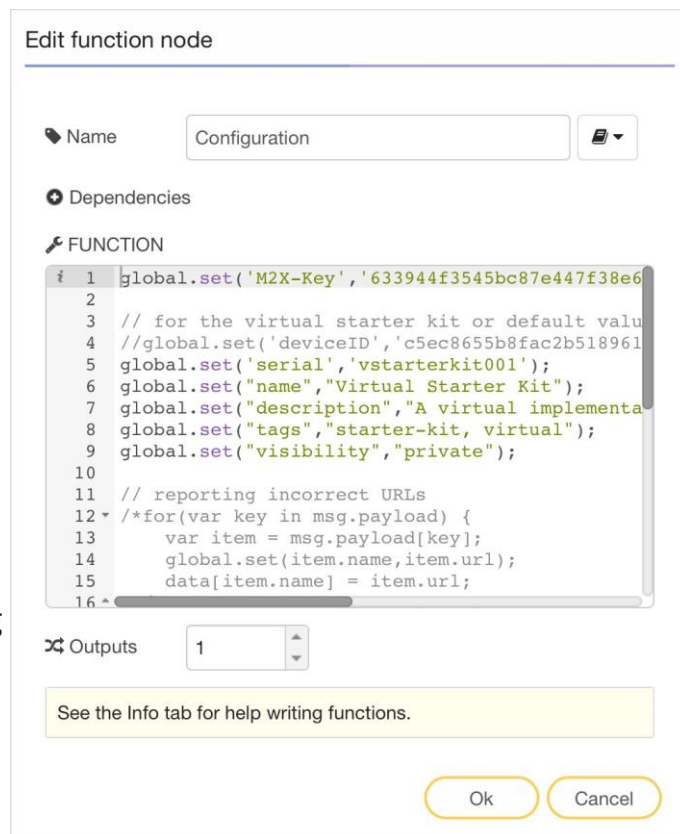 Edit function node
Name
Configuration
Dependencies
FUNCTION
i 1 global.set('M2X-Key','633944f3545bc87e447f38e6
2
3 // for the virtual starter kit or default valu
4 //global.set('deviceID','c5ec8655b8fac2b518961
5 global.set('serial','vstarterkit001');
6 global.set("name","Virtual Starter Kit");
7 global.set("description","A virtual implementa
8 global.set("tags","starter-kit, virtual");
9 global.set("visibility","private");
10
11 // reporting incorrect URLs
12 /*for(var key in msg.payload) {
13 var item = msg.payload[key];
14 global.set(item.name,item.url);
15 data[item.name] = item.url;
16
Outputs
1
See the Info tab for help writing functions.
Ok
Cancel